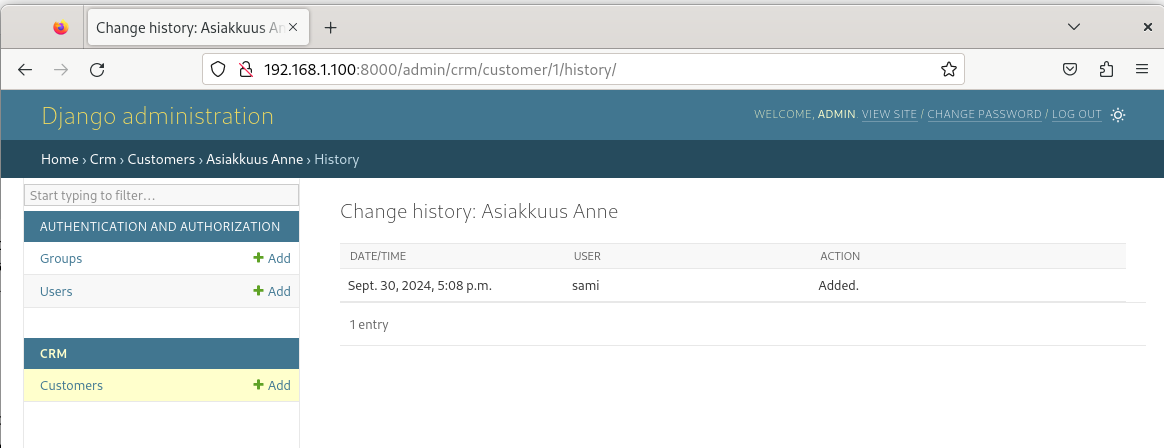 Change history: Asiakkuus An
192.168.1.100:8000/admin/crm/customer/1/history/
Django administration
WELCOME, ADMIN. VIEW SITE / CHANGE PASSWORD / LOG OUT
Home › Crm › Customers › Asiakkuus Anne › History
Start typing to filter…
AUTHENTICATION AND AUTHORIZATION
Groups + Add
Users + Add
CRM
Customers + Add
Change history: Asiakkuus Anne
DATE/TIME USER ACTION
Sept. 30, 2024, 5:08 p.m. sami Added.
1 entry